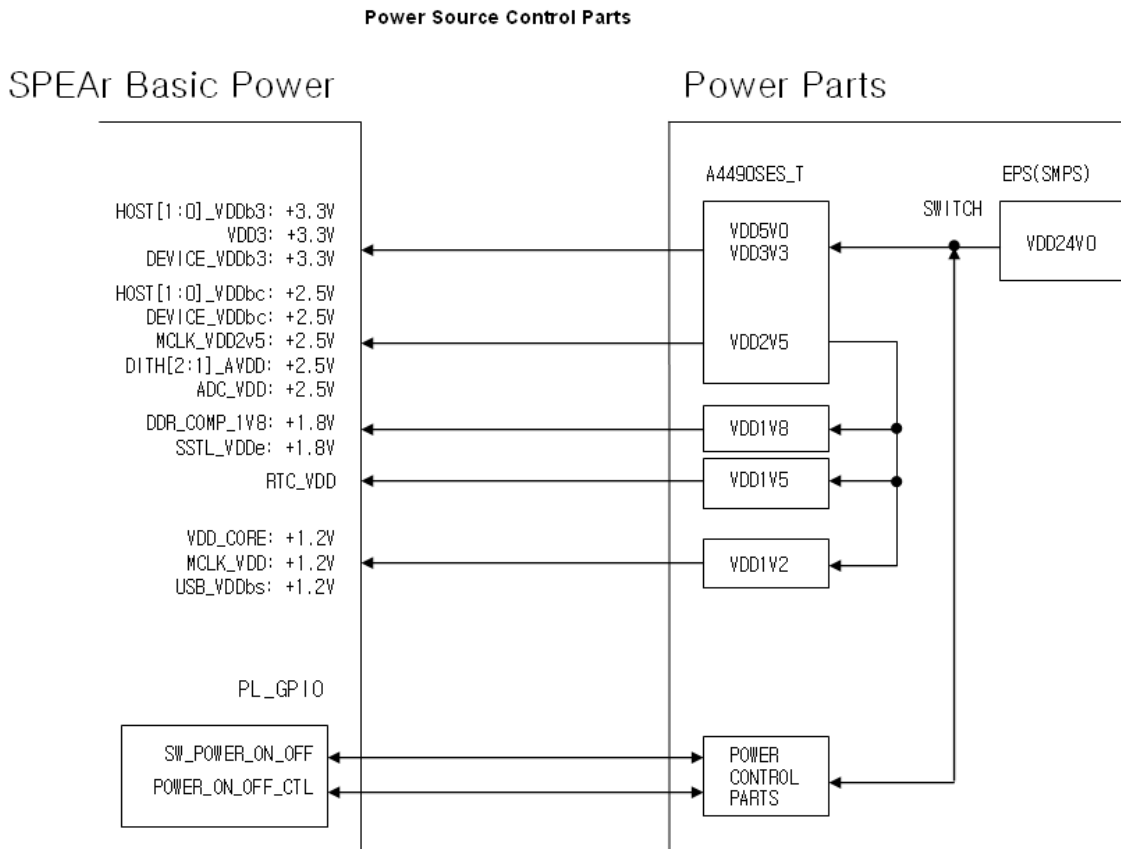 Power Source Control Parts
SPEAr Basic Power
HOST[1:0]_VDDb3: +3.3V
VDD3: +3.3V
DEVICE_VDDb3: +3.3V
HOST[1:0]_VDDbc: +2.5V
DEVICE_VDDbc: +2.5V
MCLK_VDD2v5: +2.5V
DITH[2:1]_AVDD: +2.5V
ADC_VDD: +2.5V
DDR_COMP_1V8: +1.8V
SSTL_VDDe: +1.8V
RTC_VDD
VDD_CORE: +1.2V
MCLK_VDD: +1.2V
USB_VDDbs: +1.2V
PL_GPIO
SW_POWER_ON_OFF
POWER_ON_OFF_CTL
Power Parts
A4490SES_T
VDD5V0
VDD3V3
VDD2V5
VDD1V8
VDD1V5
VDD1V2
POWER
CONTROL
PARTS
SWITCH
EPS(SMPS)
VDD24V0